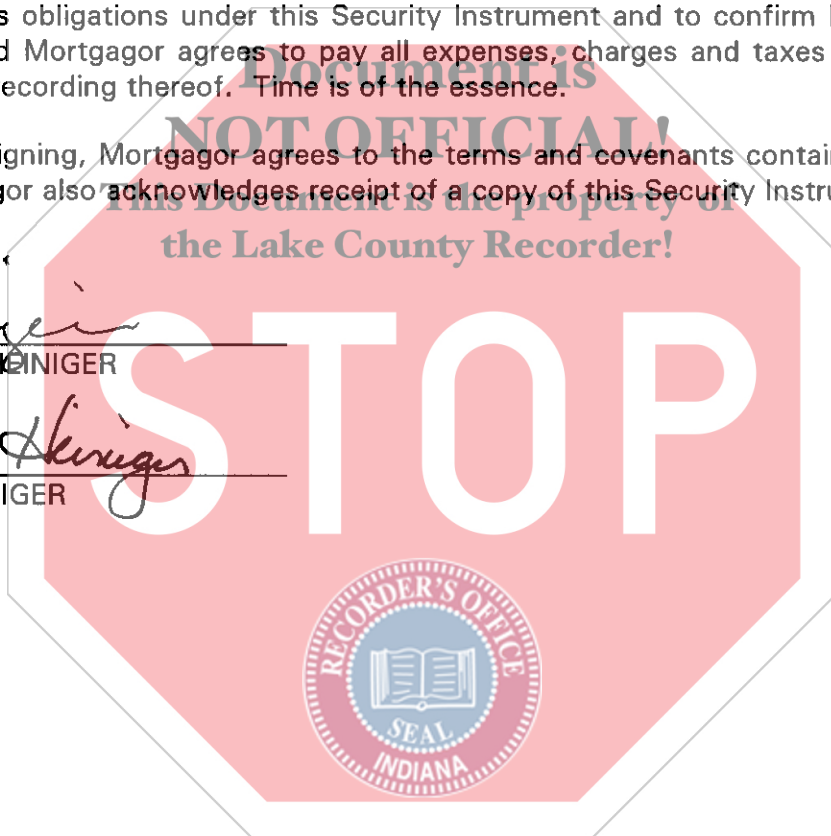 s obligations under this Security Instrument and to confirm
d Mortgagor agrees to pay all expenses, charges and taxes
Document is
ecording thereof. Time is of the essence.
NOT OFFICIAL!
igning, Mortgagor agrees to the terms and covenants contai
gor also acknowledges receipt of a copy of this Security Instru
This Document is the property of
the Lake County Recorder!
EINIGER
Heiniger
IGER
STOP
RECORDER'S OFFICE
SEAL
INDIANA